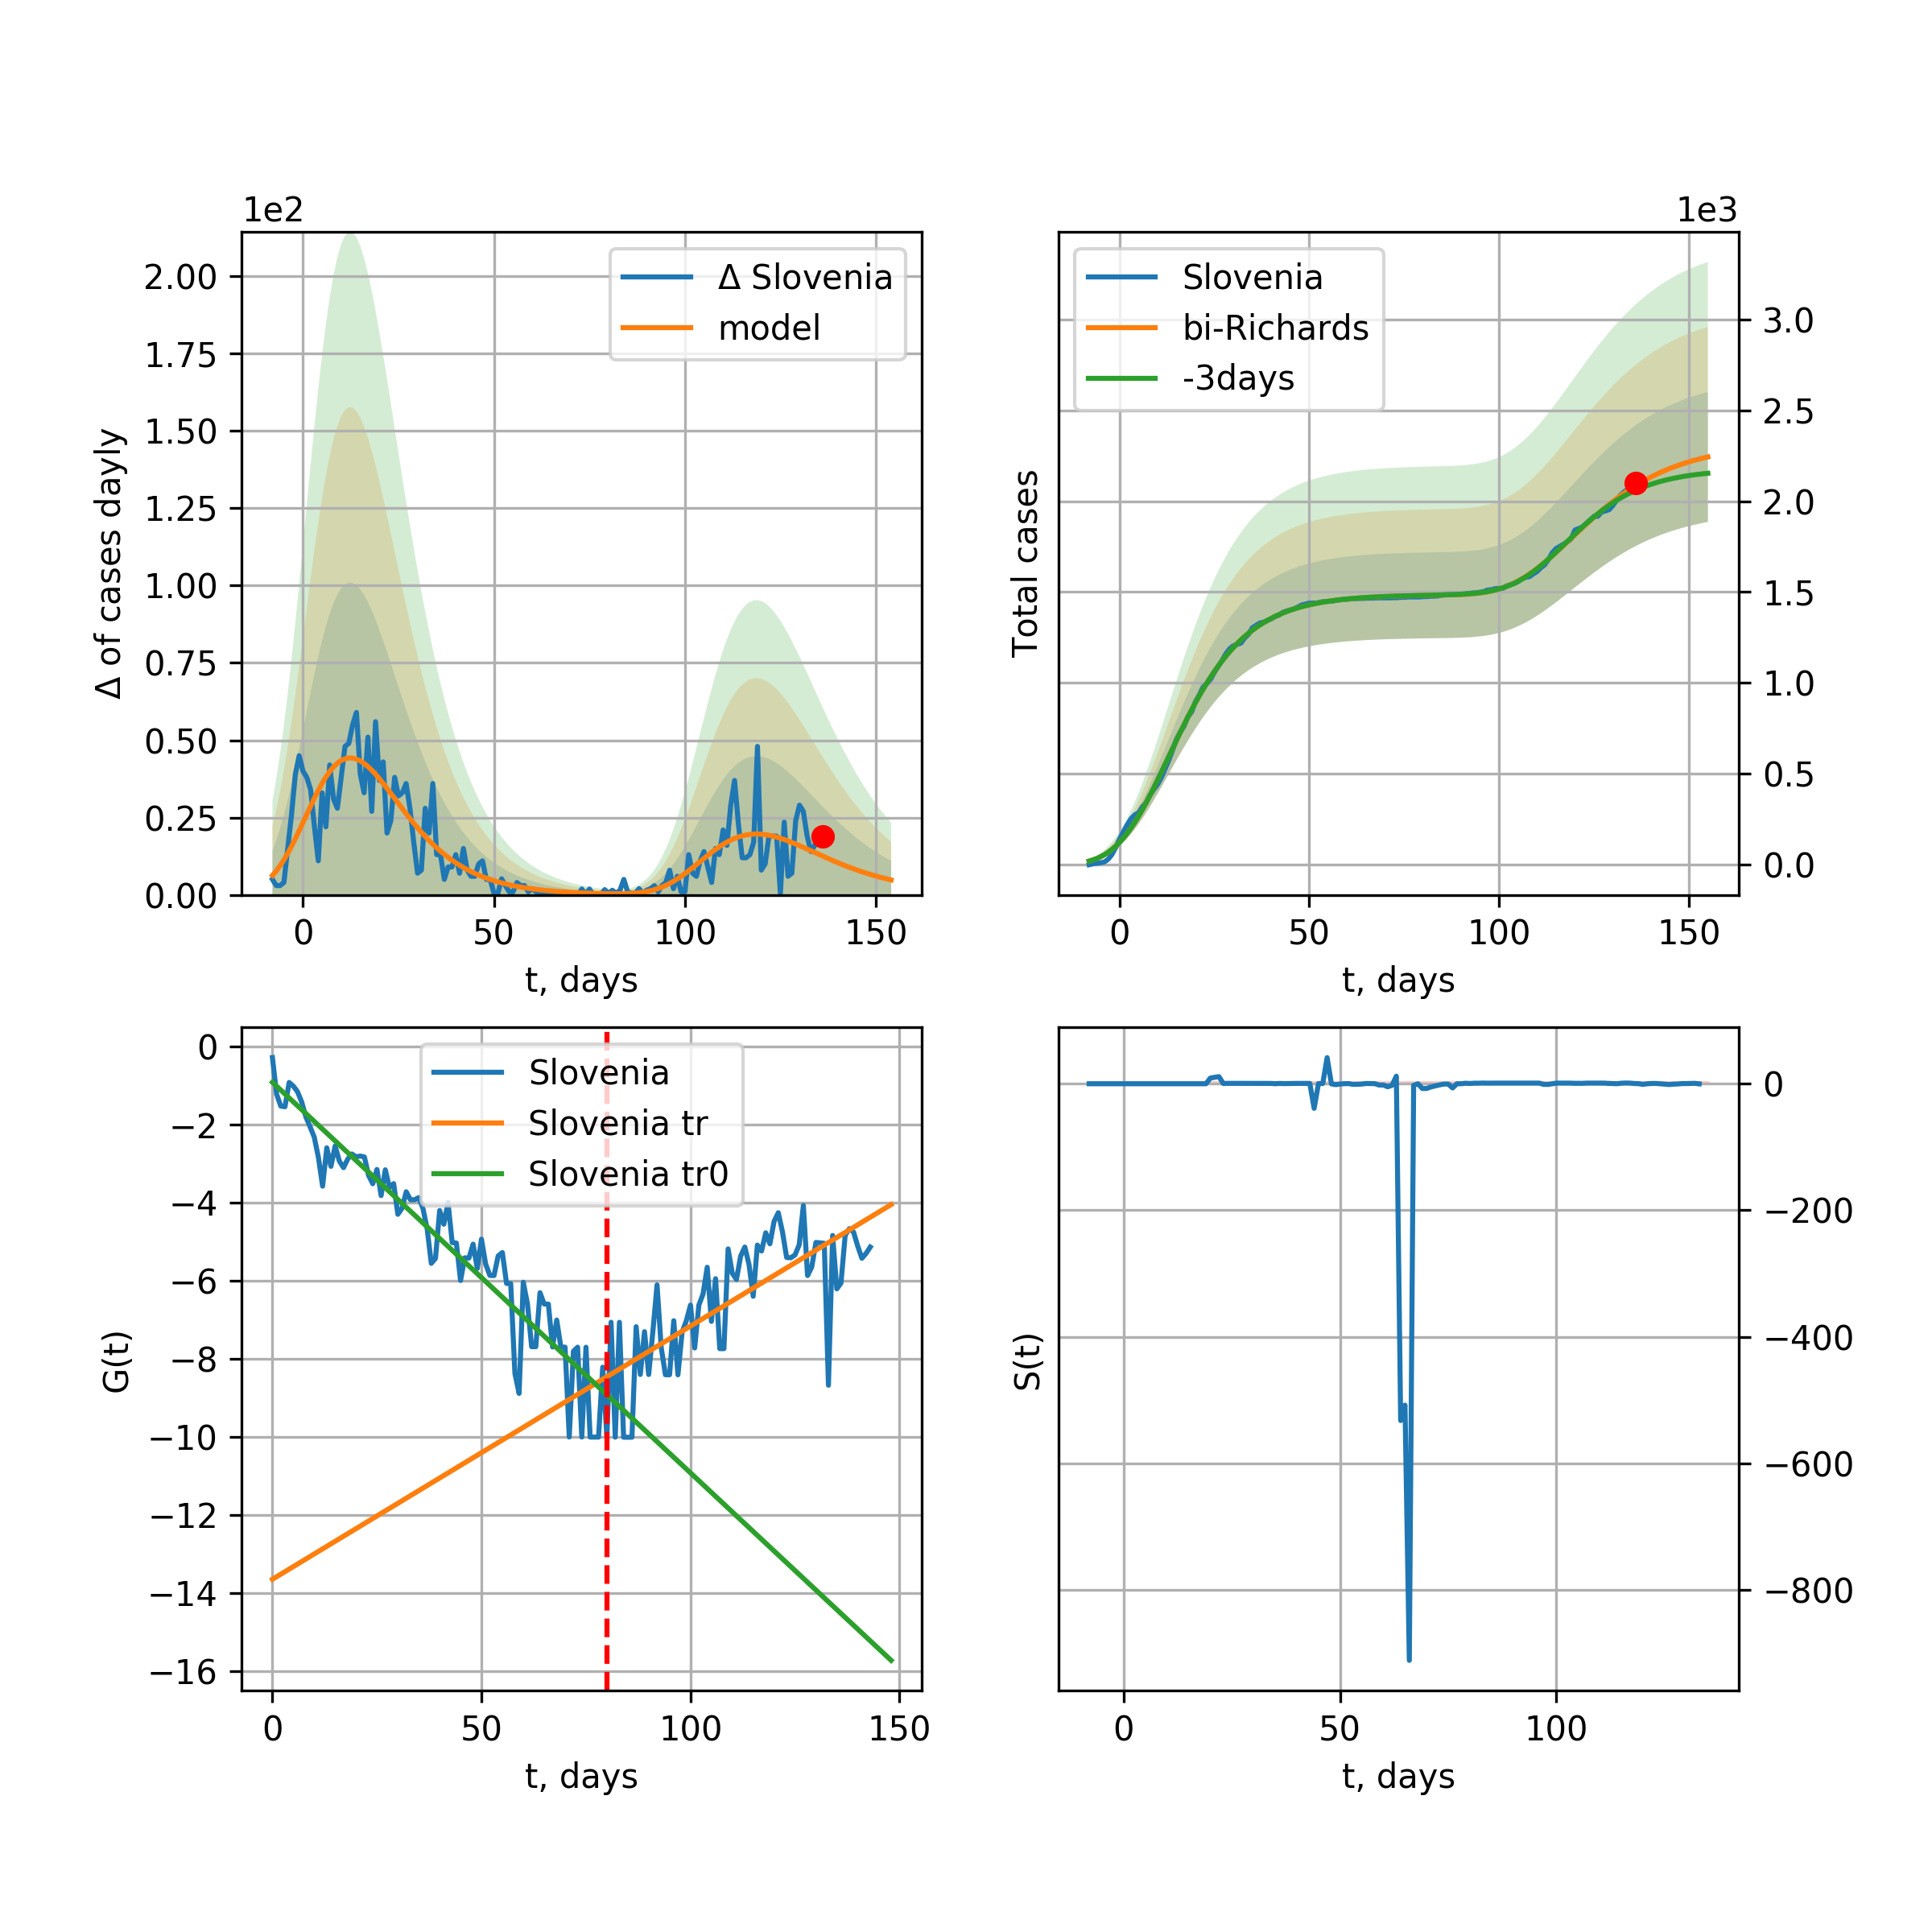 1e2
Δ of cases dayly
2.00
1.75
1.50
1.25
1.00
0.75
0.50
0.25
0.00
Δ Slovenia
model
0 50 100 150
t, days
1e3
Total cases
Slovenia
bi-Richards
-3days
3.0
2.5
2.0
1.5
1.0
0.5
0.0
0 50 100 150
t, days
G(t)
0
−2
−4
−6
−8
−10
−12
−14
−16
Slovenia
Slovenia tr
Slovenia tr0
0 50 100 150
t, days
S(t)
0
−200
−400
−600
−800
0 50 100
t, days